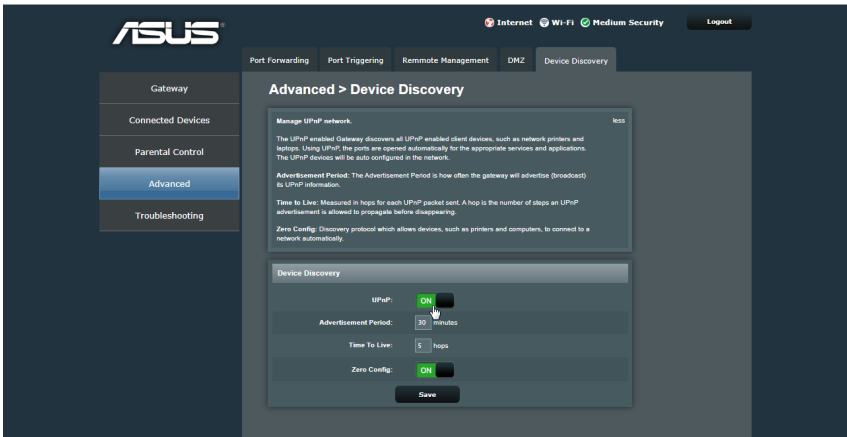 ASUS
Internet Wi-Fi Medium Security Logout
Port Forwarding Port Triggering Remmote Management DMZ Device Discovery
Gateway
Connected Devices
Parental Control
Advanced
Troubleshooting
Advanced > Device Discovery
Manage UPnP network. less
The UPnP enabled Gateway discovers all UPnP enabled client devices, such as network printers and
laptops. Using UPnP, the ports are opened automatically for the appropriate services and applications.
The UPnP devices will be auto configured in the network.
Advertisement Period: The Advertisement Period is how often the gateway will advertise (broadcast)
its UPnP information.
Time to Live: Measured in hops for each UPnP packet sent. A hop is the number of steps an UPnP
advertisement is allowed to propagate before disappearing.
Zero Config: Discovery protocol which allows devices, such as printers and computers, to connect to a
network automatically.
Device Discovery
UPnP: ON
Advertisement Period: 30 minutes
Time To Live: 5 hops
Zero Config: ON
Save